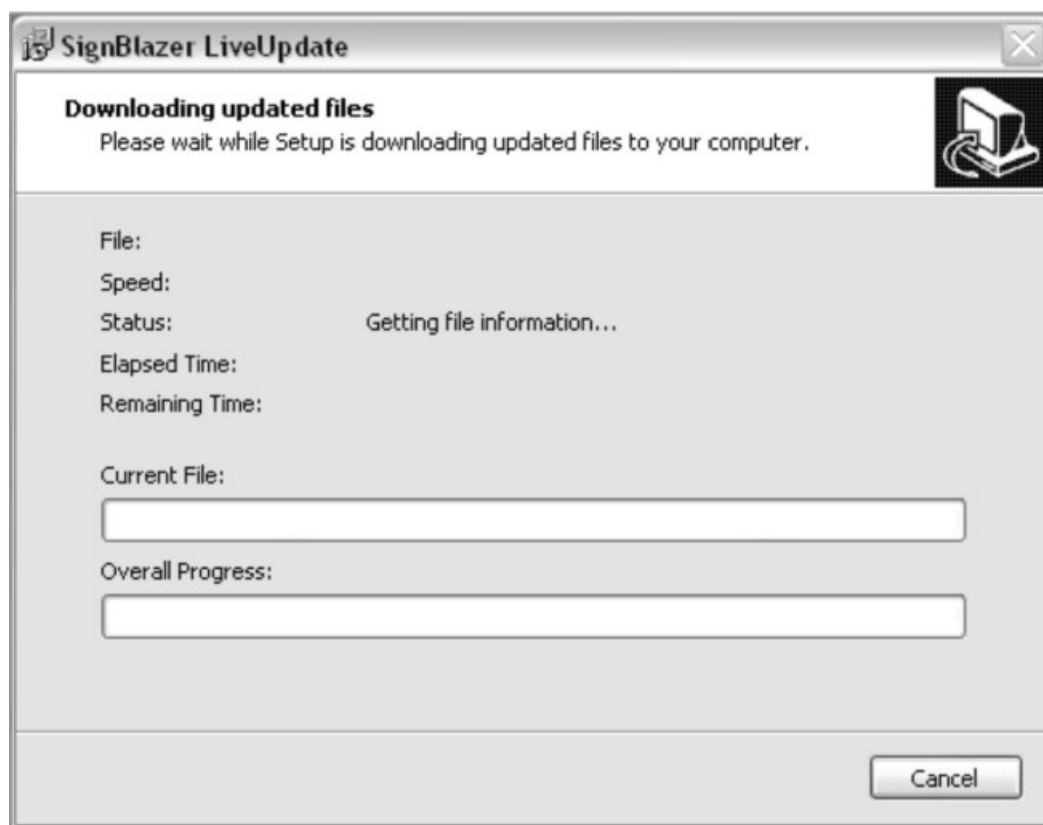 SignBlazer LiveUpdate
Downloading updated files
Please wait while Setup is downloading updated files to your computer.
File:
Speed:
Status: Getting file information...
Elapsed Time:
Remaining Time:
Current File:
Overall Progress:
Cancel